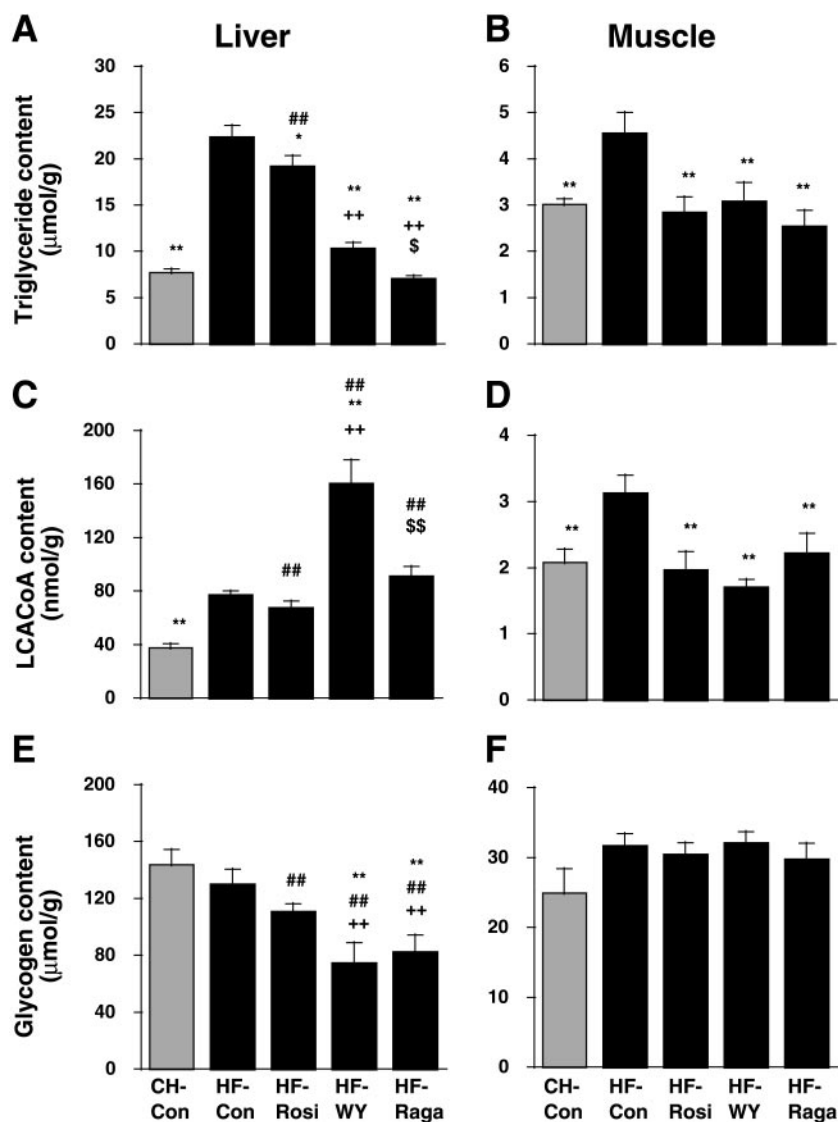 A
Liver
B
Muscle
Triglyceride content
(μmol/g)
30
25
20
15
10
5
0
**
##
*
**
++
**
++
$
6
5
4
3
2
1
0
**
**
**
**
C
D
LCACoA content
(nmol/g)
200
160
120
80
40
0
**
##
##
**
++
##
$$
4
3
2
1
0
**
**
**
**
E
F
Glycogen content
(μmol/g)
200
160
120
80
40
0
##
**
##
++
**
##
++
40
30
20
10
0
CH-
Con
HF-
Con
HF-
Rosi
HF-
WY
HF-
Raga
CH-
Con
HF-
Con
HF-
Rosi
HF-
WY
HF-
Raga